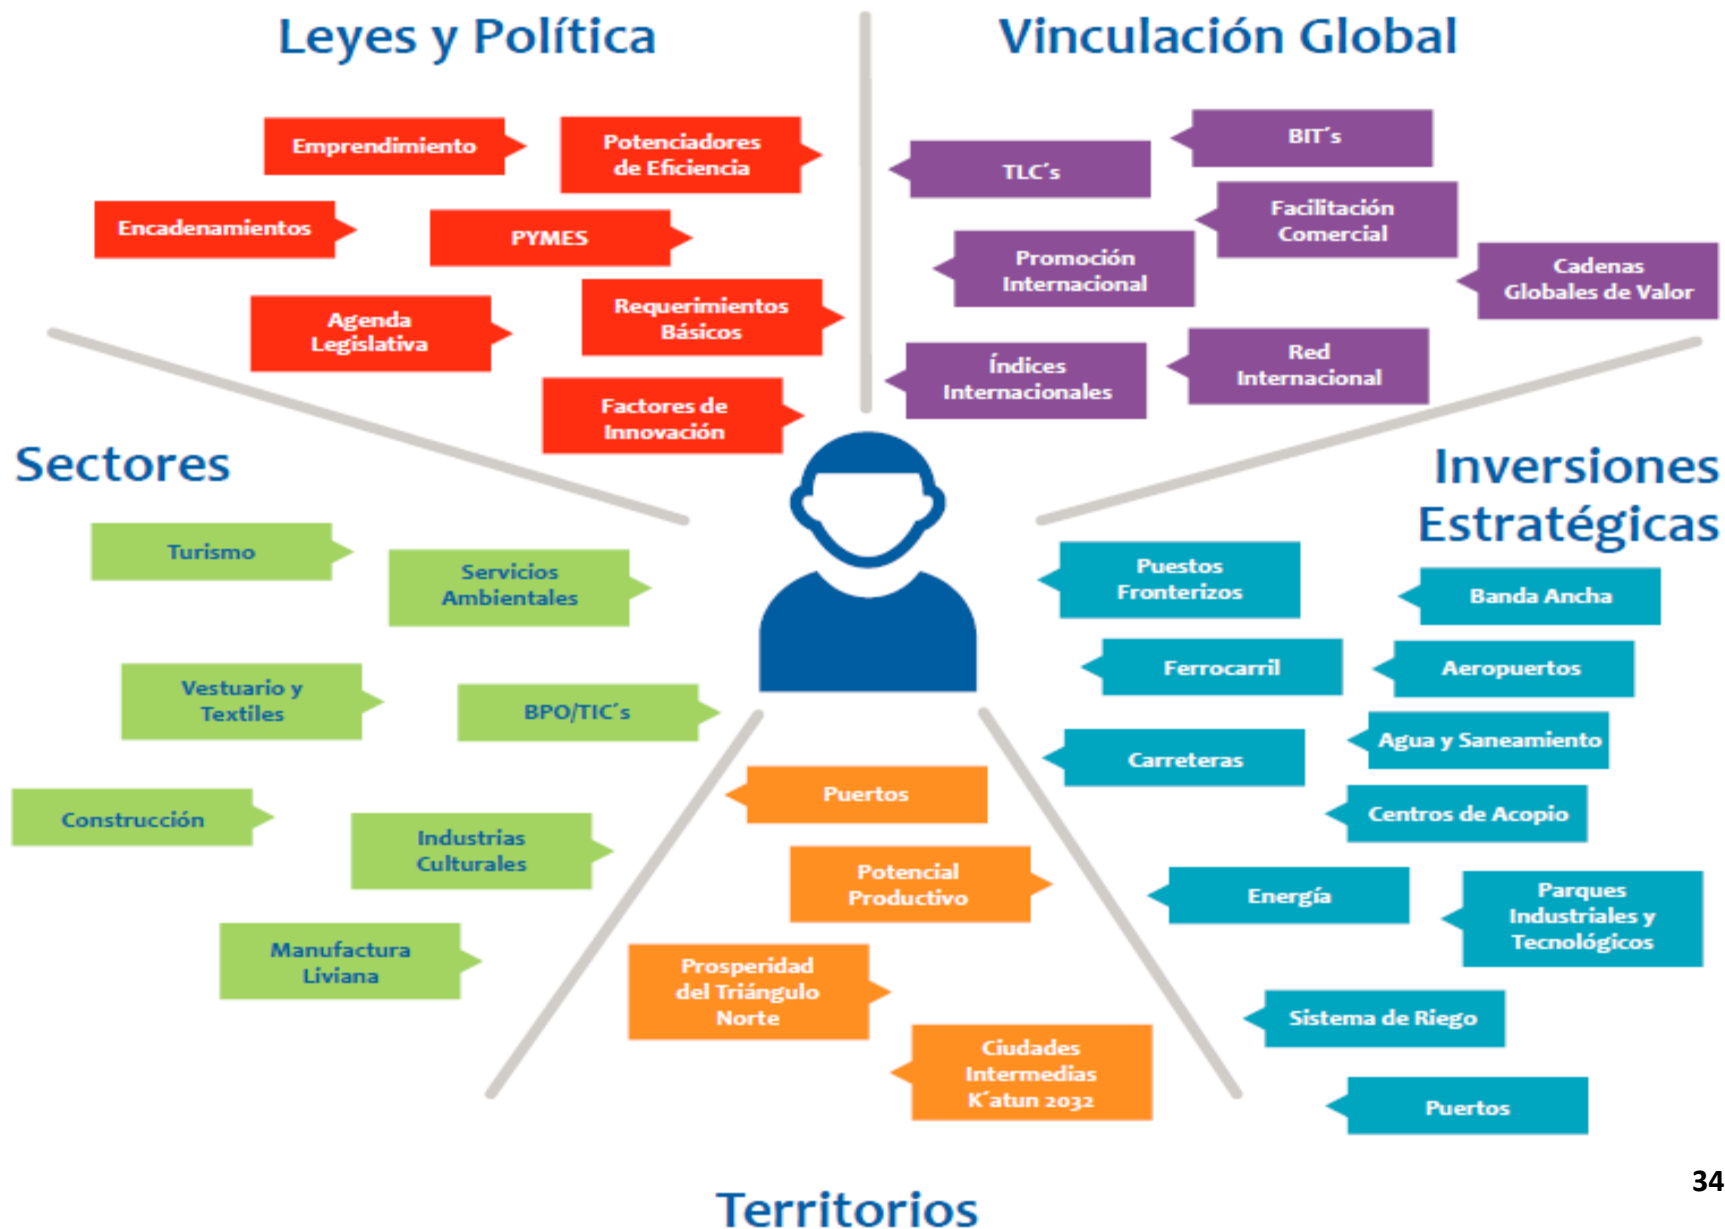 Leyes y Política
Emprendimiento
Potenciadores
de Eficiencia
Encadenamientos
PYMES
Agenda
Legislativa
Requerimientos
Básicos
Factores de
Innovación
Vinculación Global
BIT´s
TLC´s
Facilitación
Comercial
Promoción
Internacional
Cadenas
Globales de Valor
Índices
Internacionales
Red
Internacional
Sectores
Turismo
Servicios
Ambientales
Vestuario y
Textiles
BPO/TIC´s
Construcción
Industrias
Culturales
Manufactura
Liviana
Inversiones
Estratégicas
Puestos
Fronterizos
Banda Ancha
Ferrocarril
Aeropuertos
Carreteras
Agua y Saneamiento
Centros de Acopio
Energía
Parques
Industriales y
Tecnológicos
Sistema de Riego
Puertos
Puertos
Potencial
Productivo
Prosperidad
del Triángulo
Norte
Ciudades
Intermedias
K´atun 2032
Territorios
34